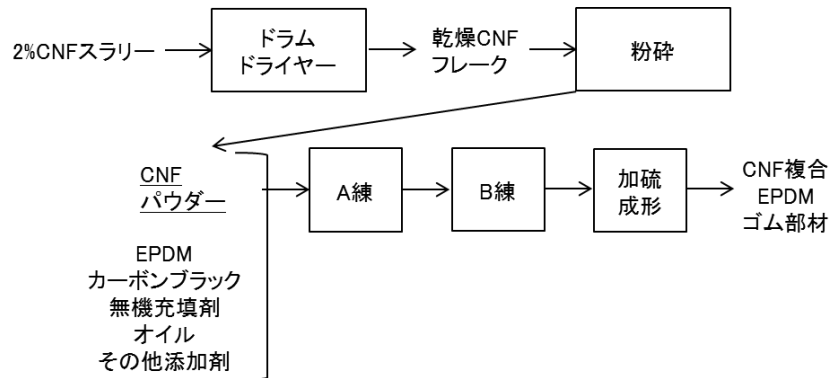 2%CNFスラリー
ドラム
ドライヤー
乾燥CNF
フレーク
粉砕
CNF
パウダー
EPDM
カーボンブラック
無機充填剤
オイル
その他添加剤
A練
B練
加硫
成形
CNF複合
EPDM
ゴム部材